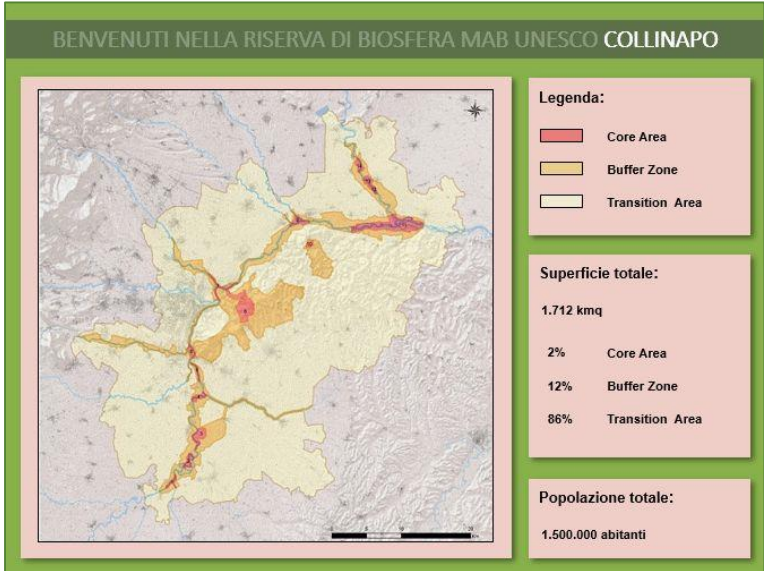 BENVENUTI NELLA RISERVA DI BIOSFERA MAB UNESCO COLLINAPO
Legenda:
Core Area
Buffer Zone
Transition Area
Superficie totale:
1.712 kmq
2% Core Area
12% Buffer Zone
86% Transition Area
Popolazione totale:
1.500.000 abitanti